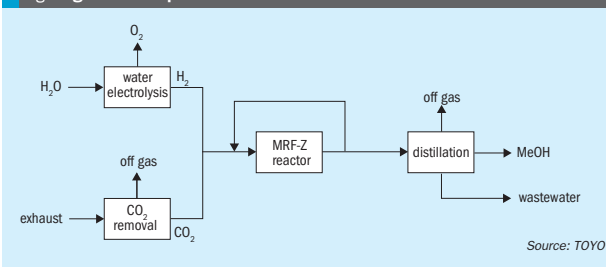 O2
water
electrolysis
H2
H2O
off gas
CO2
removal
exhaust
CO2
MRF-Z
reactor
off gas
distillation
MeOH
wastewater
Source: TOYO